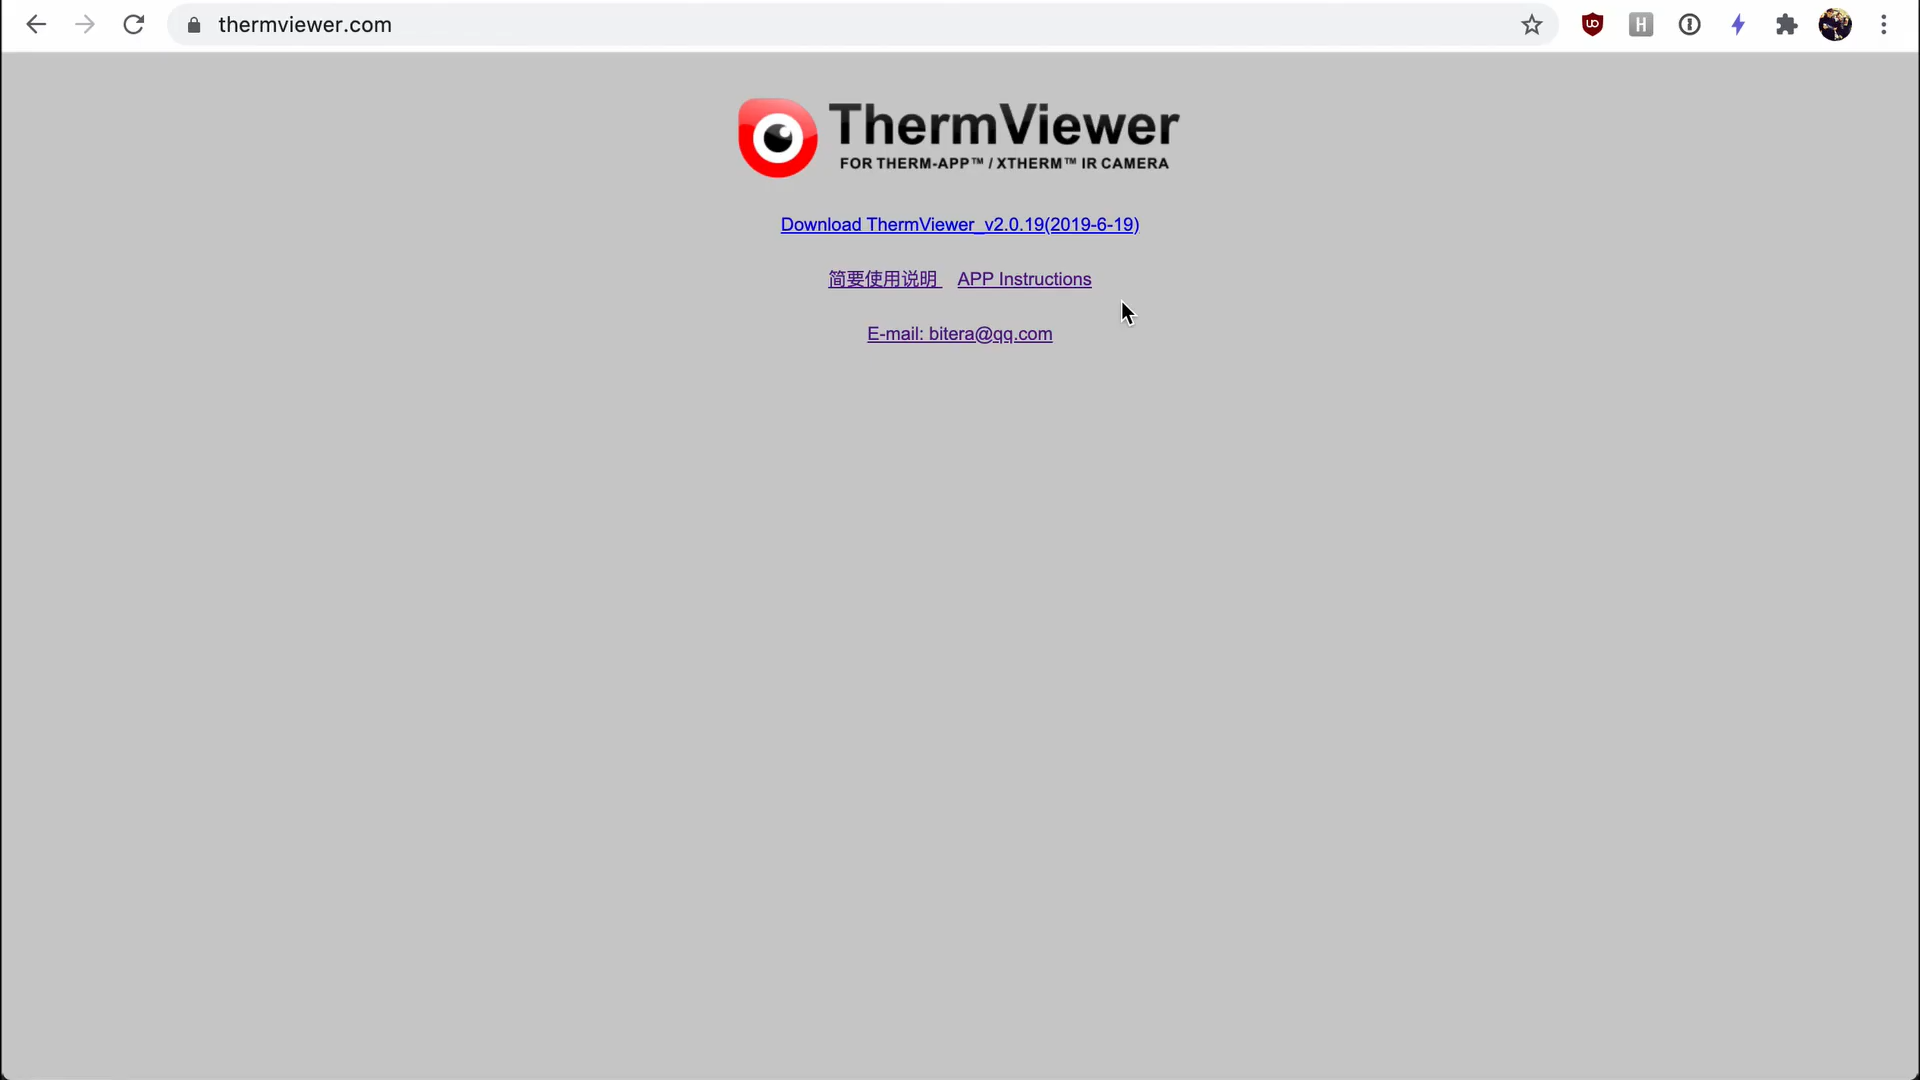 thermviewer.com
ThermViewer
FOR THERM-APP™ / XTHERM™ IR CAMERA
Download ThermViewer_v2.0.19(2019-6-19)
简要使用说明 APP Instructions
E-mail: bitera@qq.com